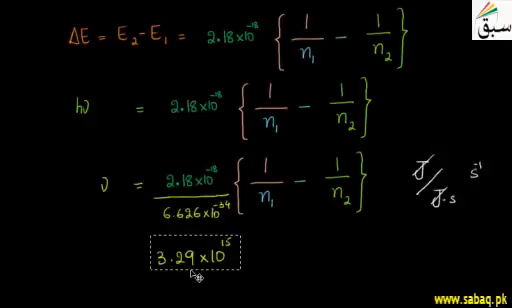 سبق
ΔE = E₂ - E₁ = 2.18×10⁻¹⁸ { 1/n₁ - 1/n₂ }
hν = 2.18×10⁻¹⁸ { 1/n₁ - 1/n₂ }
ν = 2.18×10⁻¹⁸ / 6.626×10⁻³⁴ { 1/n₁ - 1/n₂ } J/J·s s⁻¹
3.29×10¹⁵
www.sabaq.pk